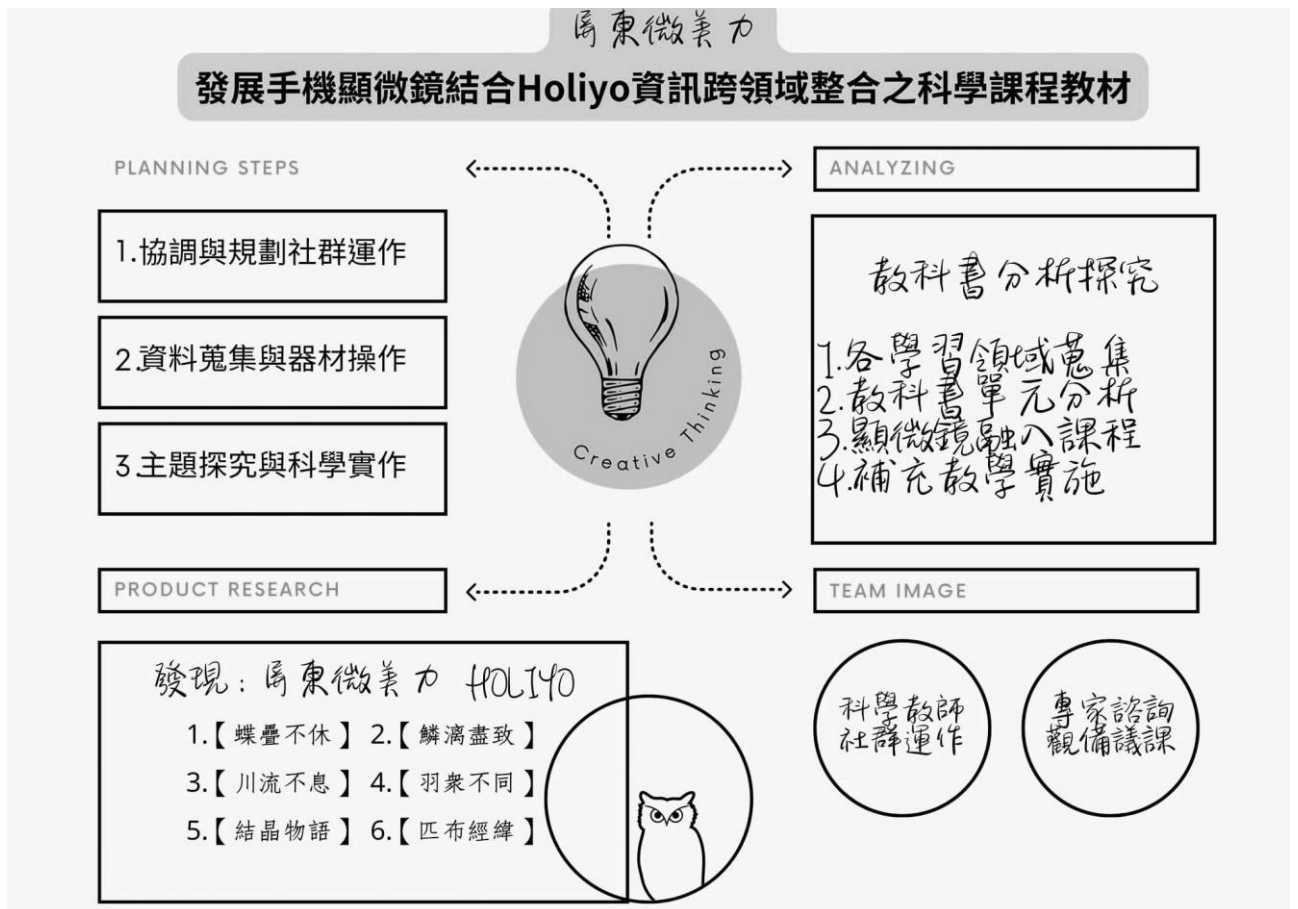 屏東微美力
發展手機顯微鏡結合Holiyo資訊跨領域整合之科學課程教材
PLANNING STEPS
1.協調與規劃社群運作
2.資料蒐集與器材操作
3.主題探究與科學實作
ANALYZING
教科書分析探究
1.各學習領域蒐集
2.教科書單元分析
3.顯微鏡融入課程
4.補充教學實施
Creative Thinking
PRODUCT RESEARCH
發現:屏東微美力 HOLIYO
1.【蝶疊不休】 2.【鱗漓盡致】
3.【川流不息】 4.【羽衆不同】
5.【結晶物語】 6.【匹布經緯】
TEAM IMAGE
科學教師
社群運作
專家諮詢
觀備議課